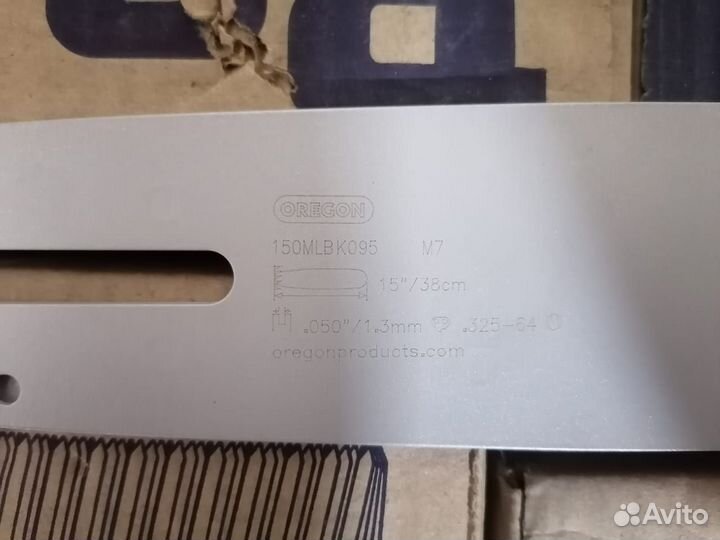 OREGON
150MLBK095 M7
15"/38cm
.050"/1.3mm .325-64
oregonproducts.com
Avito